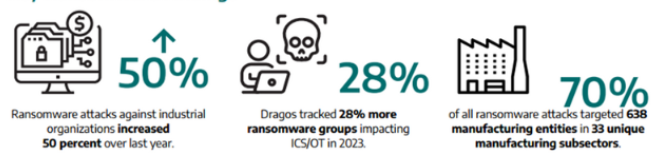 50%
Ransomware attacks against industrial
organizations increased
50 percent over last year.
28%
Dragos tracked 28% more
ransomware groups impacting
ICS/OT in 2023.
70%
of all ransomware attacks targeted 638
manufacturing entities in 33 unique
manufacturing subsectors.